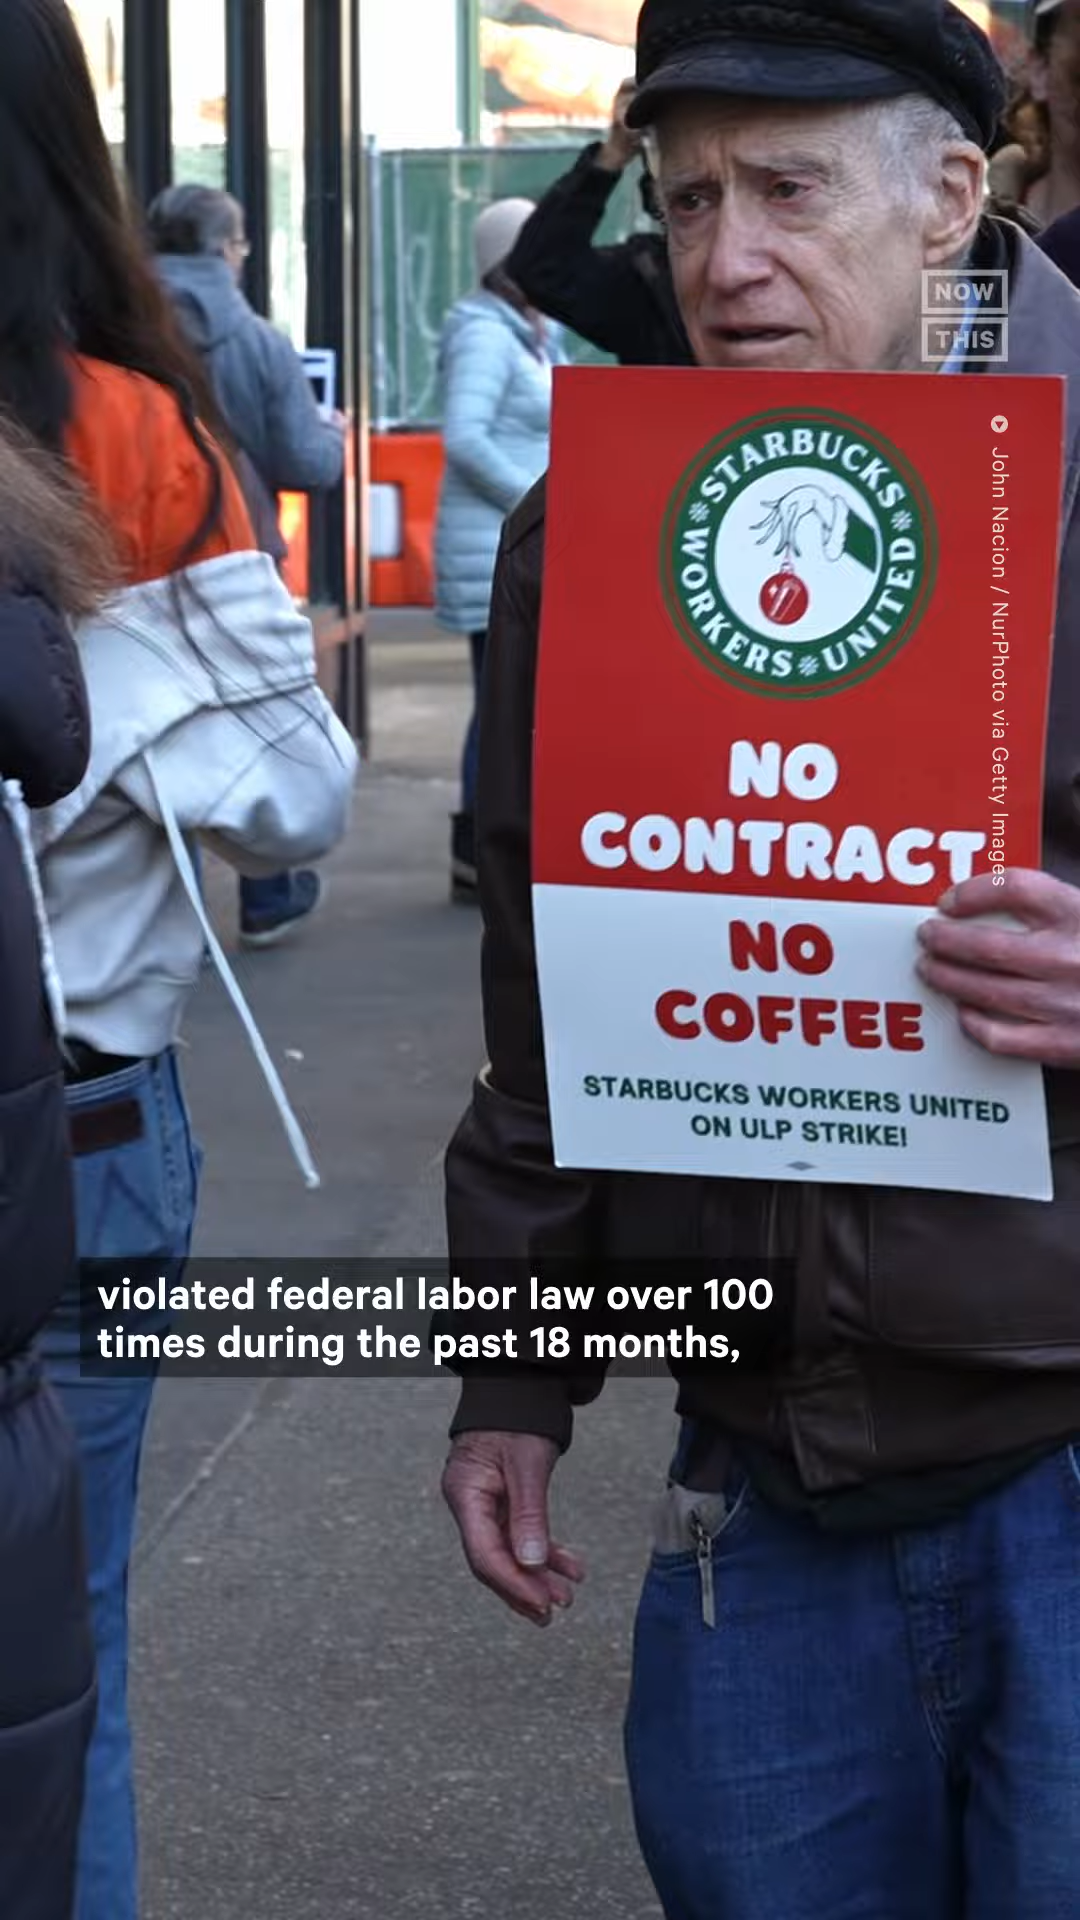 NOW
THIS
STARBUCKS
WORKERS UNITED
John Nacion / NurPhoto via Getty Images
NO
CONTRACT
NO
COFFEE
STARBUCKS WORKERS UNITED
ON ULP STRIKE!
violated federal labor law over 100
times during the past 18 months,